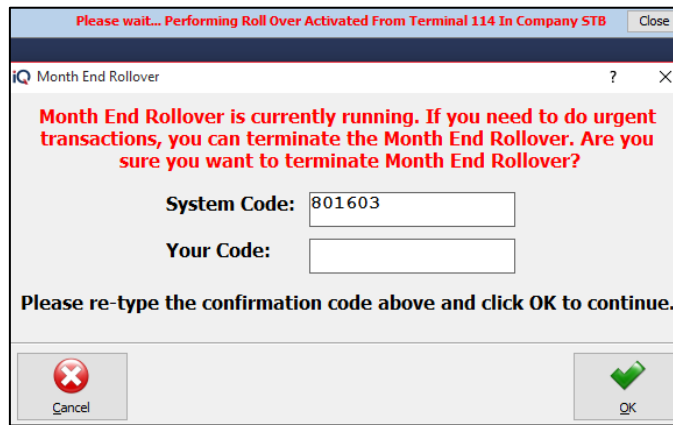 Please wait... Performing Roll Over Activated From Terminal 114 In Company STB
Close
iQ Month End Rollover ?
Month End Rollover is currently running. If you need to do urgent
transactions, you can terminate the Month End Rollover. Are you
sure you want to terminate Month End Rollover?
System Code: 801603
Your Code:
Please re-type the confirmation code above and click OK to continue.
Cancel
OK